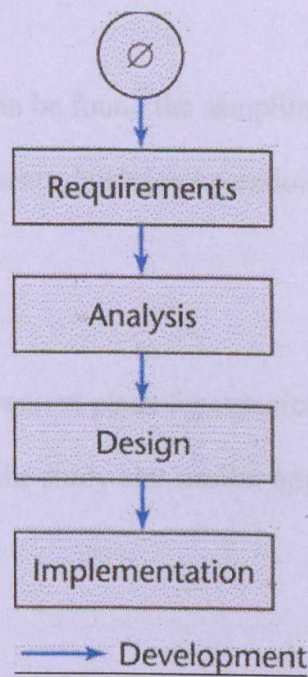 ∅
Requirements
Analysis
Design
Implementation
Development